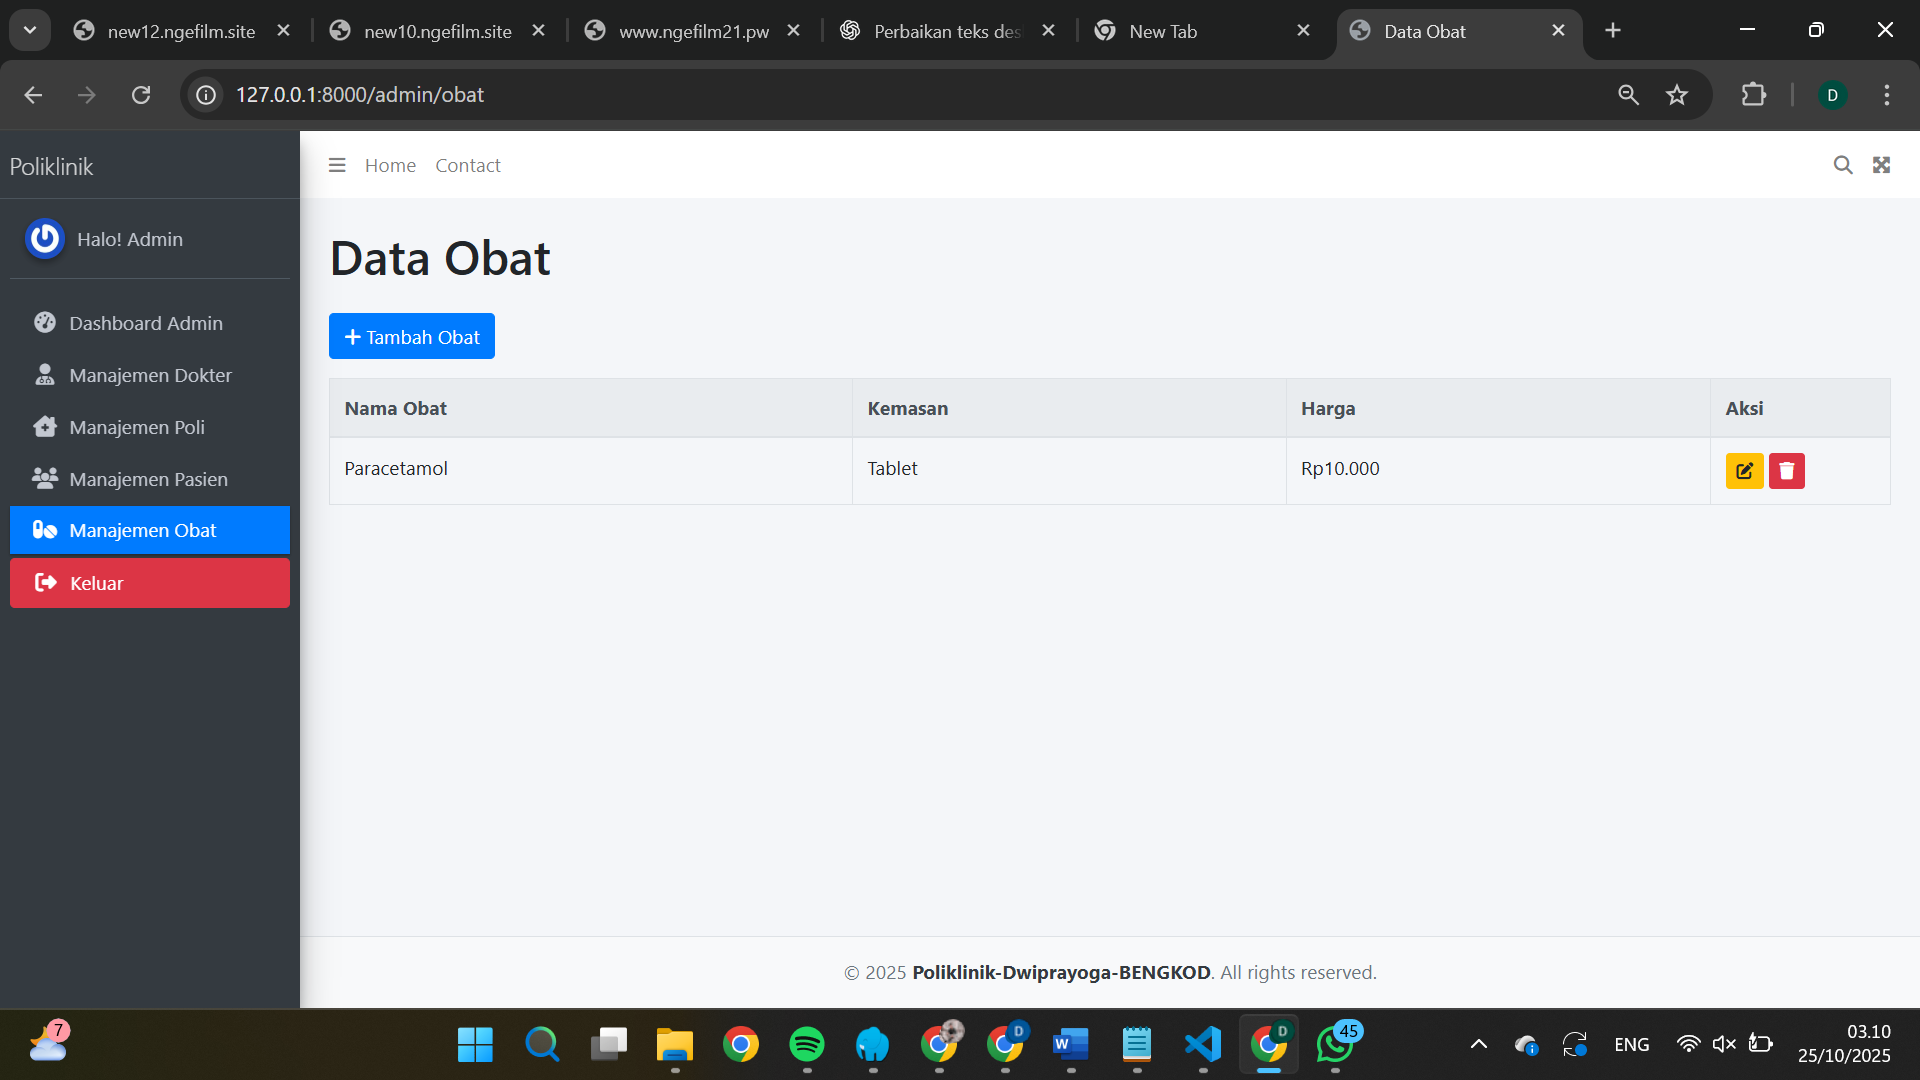 new12.ngefilm.site
new10.ngefilm.site
www.ngefilm21.pw
Perbaikan teks des
New Tab
Data Obat
127.0.0.1:8000/admin/obat
D
Poliklinik
Home
Contact
Halo! Admin
Data Obat
Tambah Obat
Dashboard Admin
Manajemen Dokter
Manajemen Poli
Manajemen Pasien
Manajemen Obat
Keluar
Nama Obat Kemasan Harga Aksi
Paracetamol Tablet Rp10.000
© 2025 Poliklinik-Dwiprayoga-BENGKOD. All rights reserved.
7
D
W
D
45
ENG
03.10
25/10/2025